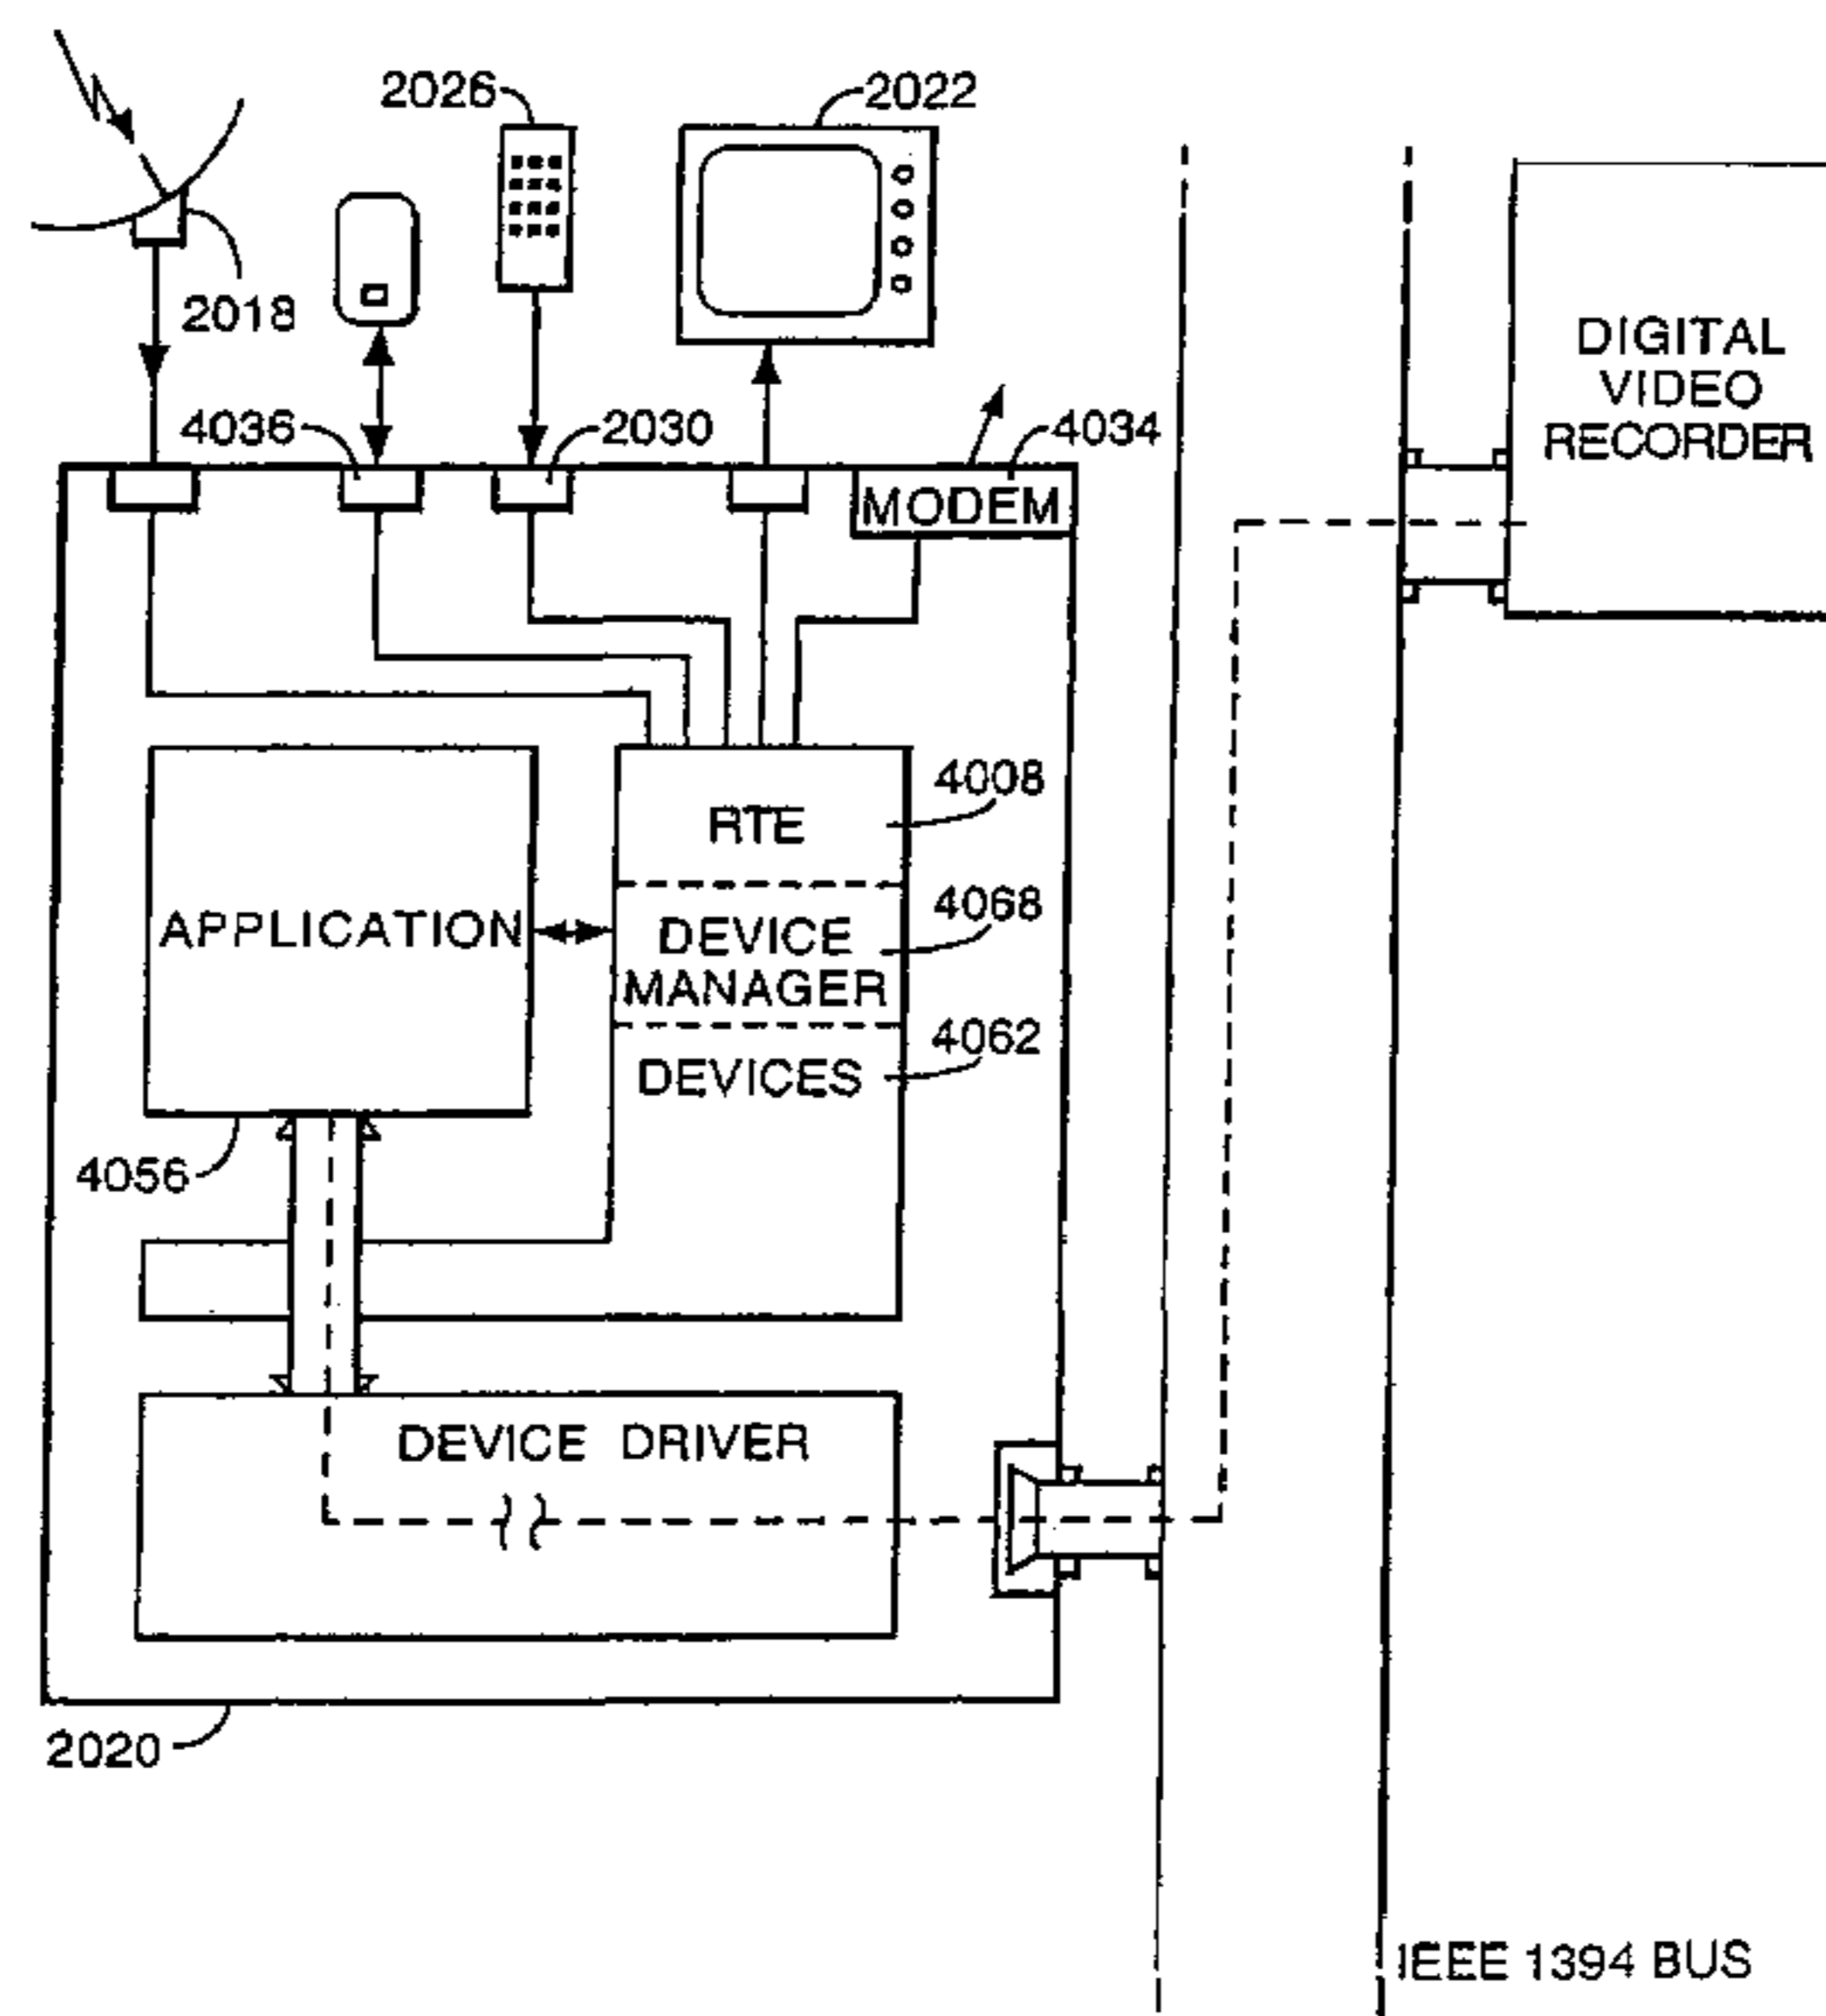 2026
2022
2018
DIGITAL
VIDEO
RECORDER
4036
2030
4034
MODEM
4008
RTE
4068
APPLICATION
DEVICE
MANAGER
4062
DEVICES
4056
DEVICE DRIVER
2020
IEEE 1394 BUS